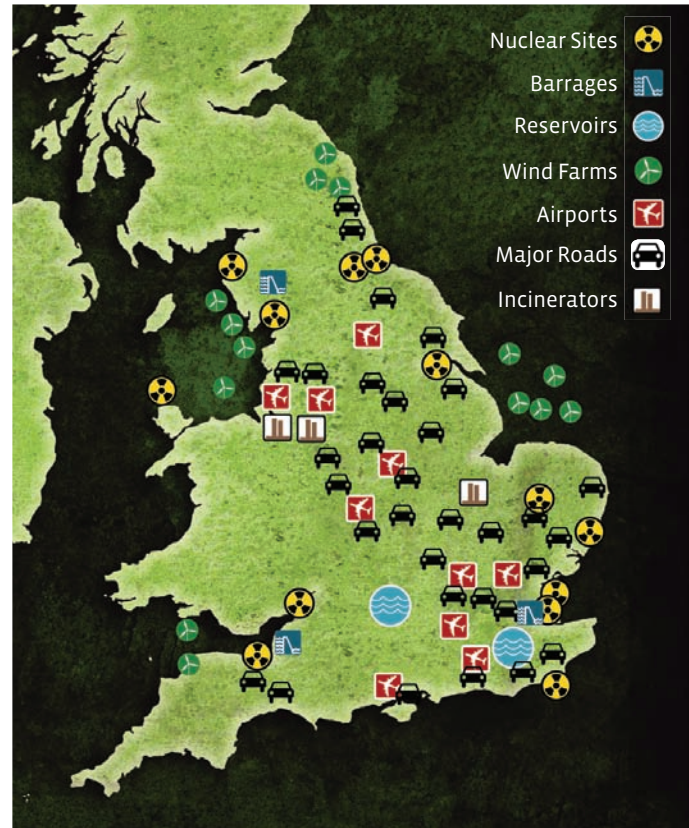 Nuclear Sites
Barrages
Reservoirs
Wind Farms
Airports
Major Roads
Incinerators